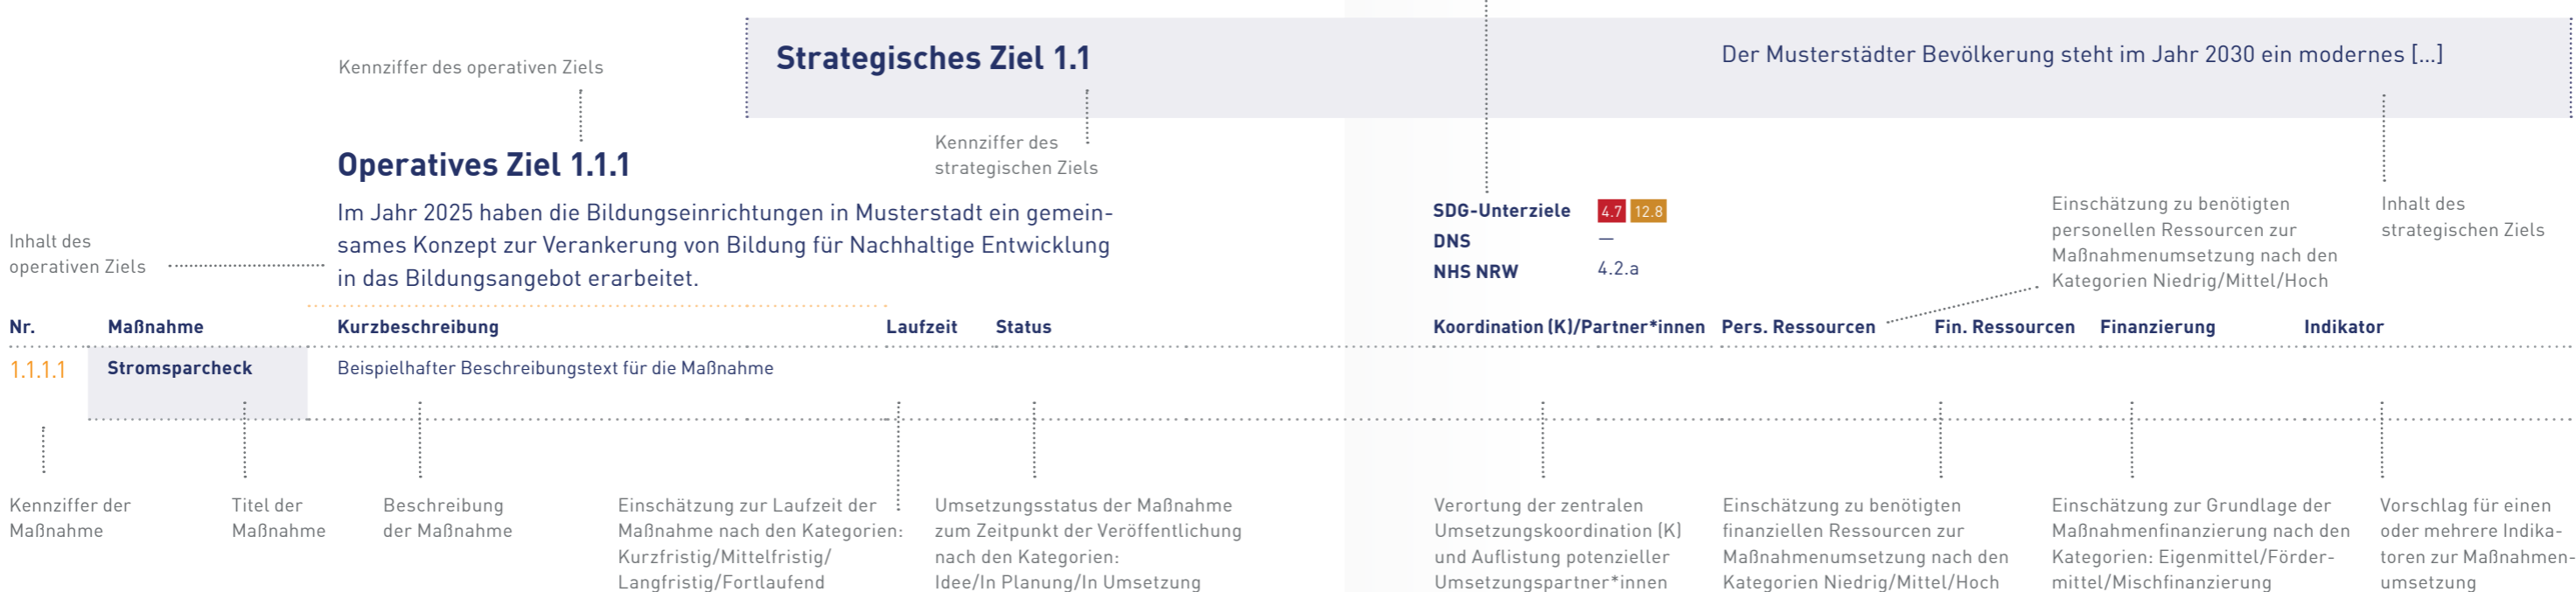 Strategisches Ziel 1.1
Der Musterstädter Bevölkerung steht im Jahr 2030 ein modernes [...]
Kennziffer des operativen Ziels
Kennziffer des
strategischen Ziels
Operatives Ziel 1.1.1
Im Jahr 2025 haben die Bildungseinrichtungen in Musterstadt ein gemein-
sames Konzept zur Verankerung von Bildung für Nachhaltige Entwicklung
in das Bildungsangebot erarbeitet.
Inhalt des
operativen Ziels
SDG-Unterziele 4.7 12.8
DNS —
NHS NRW 4.2.a
Einschätzung zu benötigten
personellen Ressourcen zur
Maßnahmenumsetzung nach den
Kategorien Niedrig/Mittel/Hoch
Inhalt des
strategischen Ziels
Nr. Maßnahme Kurzbeschreibung Laufzeit Status Koordination (K)/Partner*innen Pers. Ressourcen Fin. Ressourcen Finanzierung Indikator
1.1.1.1 Stromsparcheck Beispielhafter Beschreibungstext für die Maßnahme
Kennziffer der
Maßnahme
Titel der
Maßnahme
Beschreibung
der Maßnahme
Einschätzung zur Laufzeit der
Maßnahme nach den Kategorien:
Kurzfristig/Mittelfristig/
Langfristig/Fortlaufend
Umsetzungsstatus der Maßnahme
zum Zeitpunkt der Veröffentlichung
nach den Kategorien:
Idee/In Planung/In Umsetzung
Verortung der zentralen
Umsetzungskoordination (K)
und Auflistung potenzieller
Umsetzungspartner*innen
Einschätzung zu benötigten
finanziellen Ressourcen zur
Maßnahmenumsetzung nach den
Kategorien Niedrig/Mittel/Hoch
Einschätzung zur Grundlage der
Maßnahmenfinanzierung nach den
Kategorien: Eigenmittel/Förder-
mittel/Mischfinanzierung
Vorschlag für einen
oder mehrere Indika-
toren zur Maßnahmen-
umsetzung